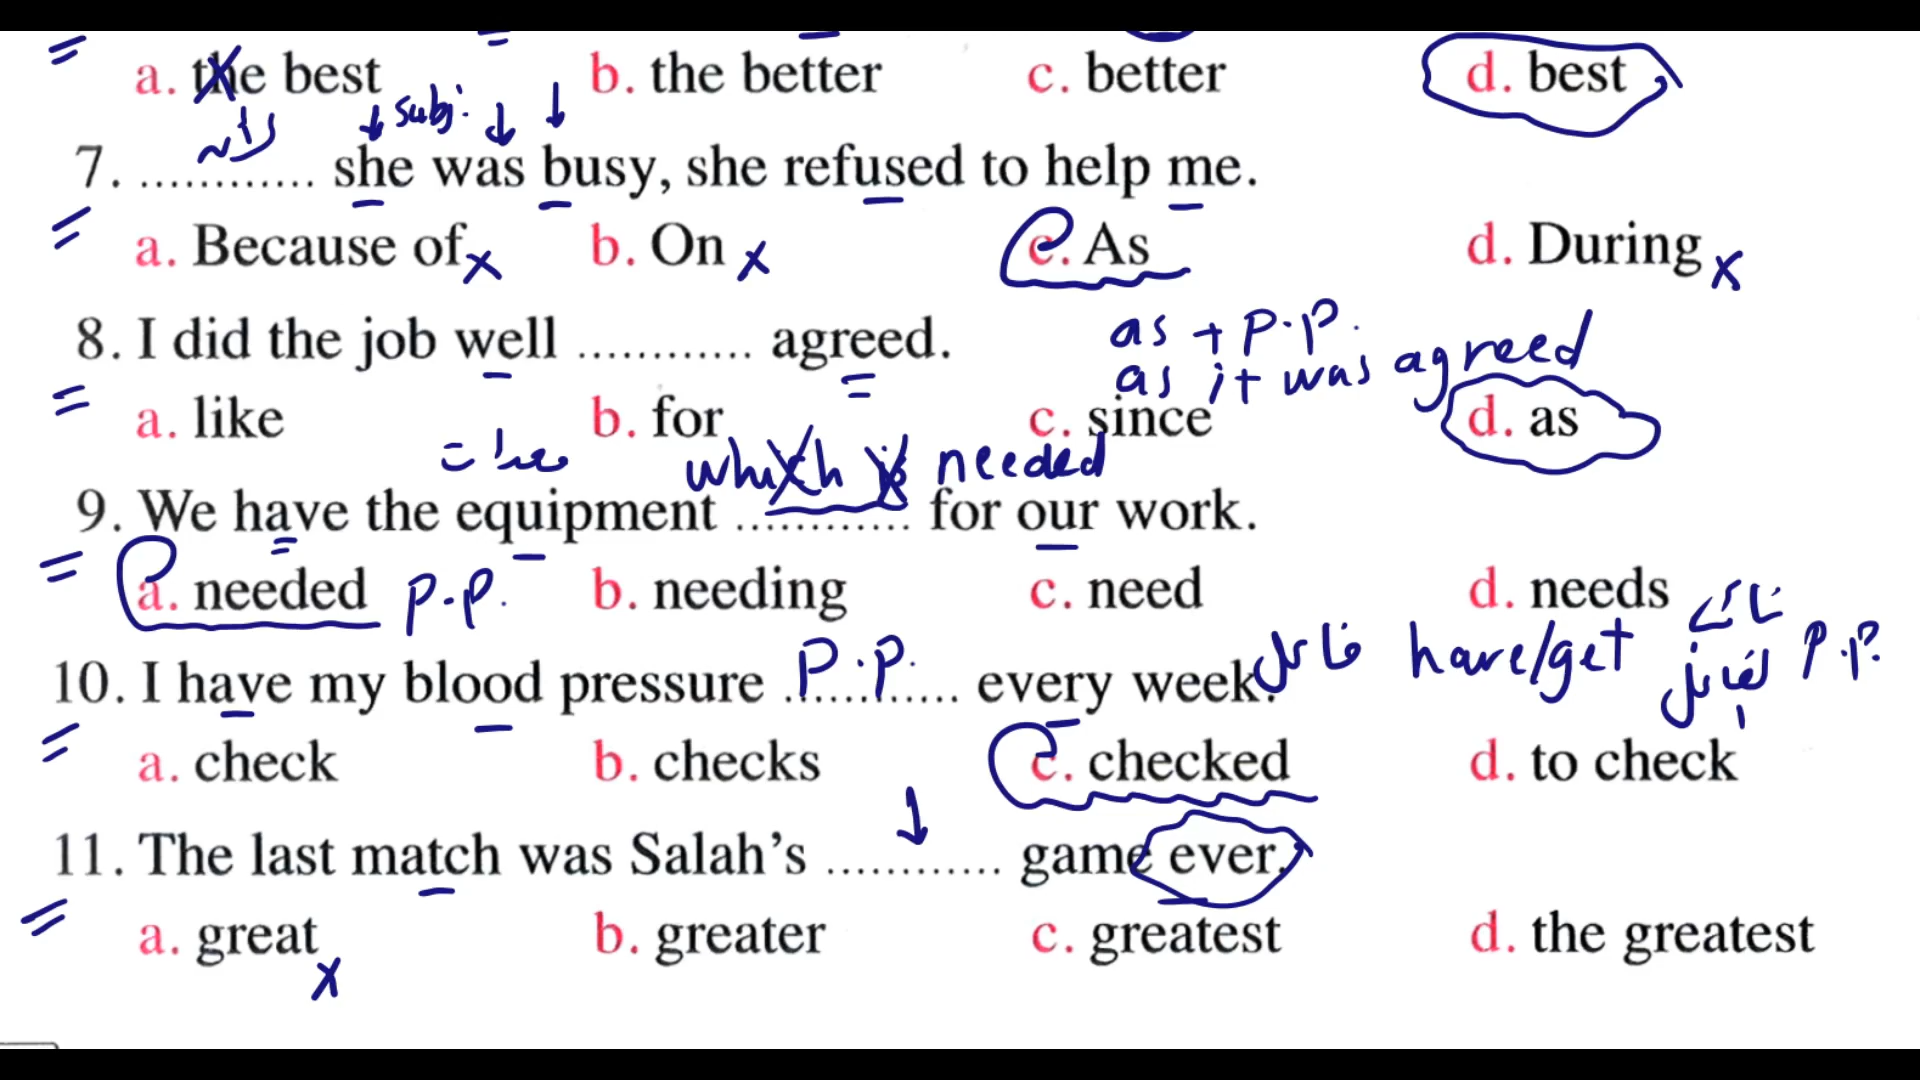 a. the best b. the better c. better d. best
subj.
7. ............ she was busy, she refused to help me.
a. Because of x b. On x c. As d. During x
as + P.P.
8. I did the job well ............ agreed.
as it was agreed
a. like b. for c. since d. as
which is needed
9. We have the equipment ............ for our work.
a. needed P.P. b. needing c. need d. needs
P.P. فاعل have/get P.P.
10. I have my blood pressure ............ every week.
a. check b. checks c. checked d. to check
11. The last match was Salah’s ............ game ever.
a. great x b. greater c. greatest d. the greatest